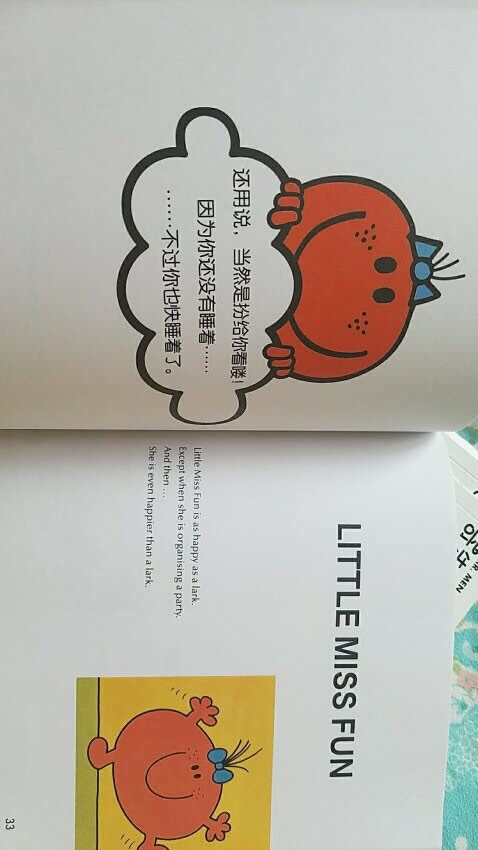 还用说，当然是扮给你看喽！
因为你还没有睡着……
……不过你也快睡着了。
LITTLE MISS FUN
Little Miss Fun is as happy as a lark.
Except when she is organising a party.
And then ...
She is even happier than a lark.
33
MR. MEN